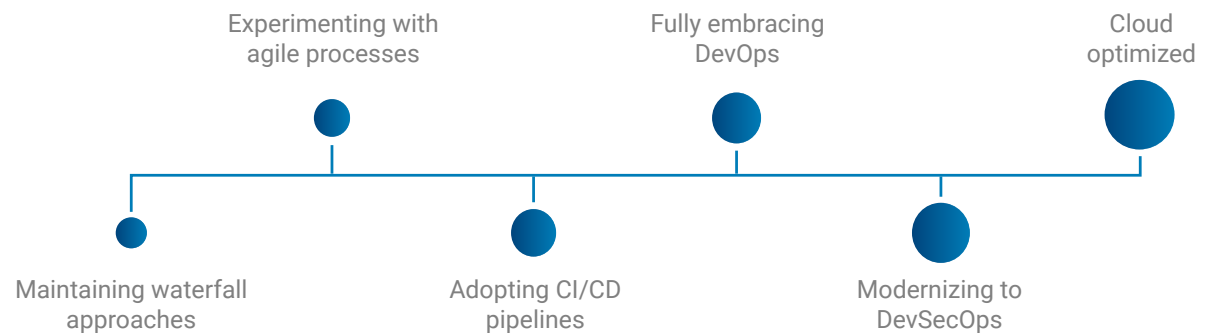 Experimenting with
agile processes
Fully embracing
DevOps
Cloud
optimized
Maintaining waterfall
approaches
Adopting CI/CD
pipelines
Modernizing to
DevSecOps